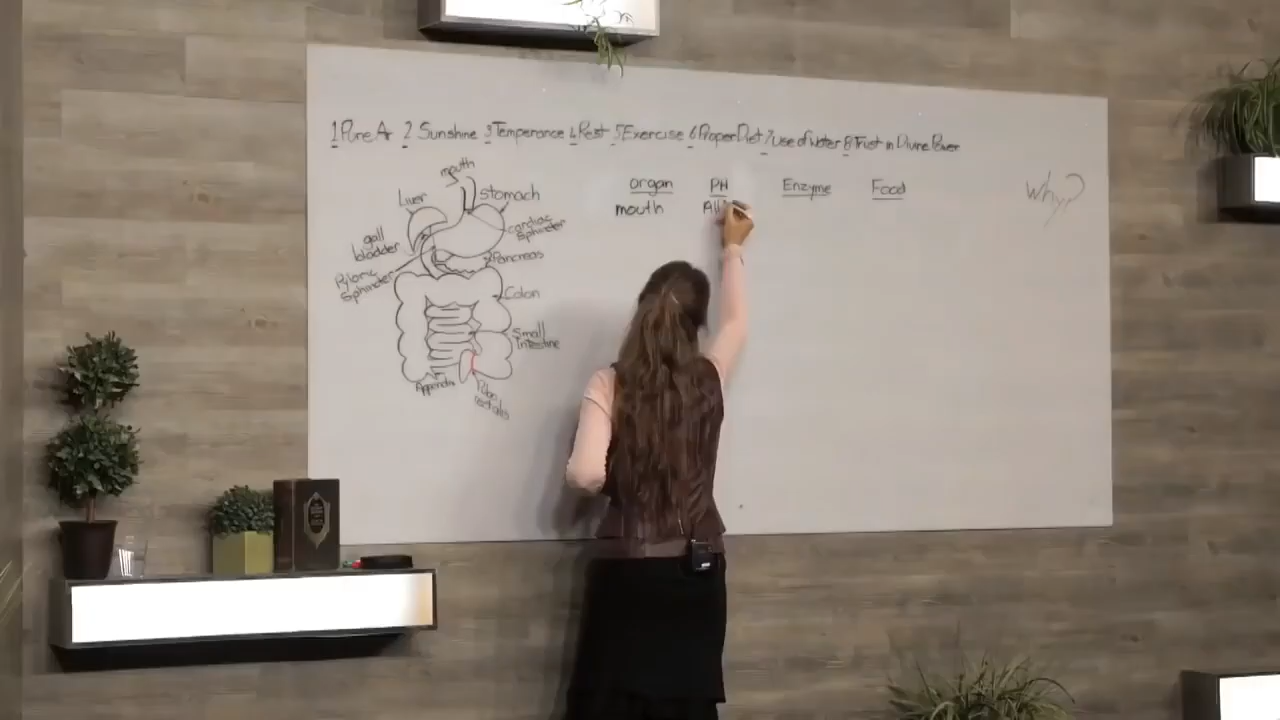 1 Pure Air 2 Sunshine 3 Temperance 4 Rest 5 Exercise 6 Proper Diet 7 use of Water 8 Trust in Divine Power
mouth
Liver
Stomach
cardiac
Sphincter
gall
bladder
Pancreas
Pyloric
Sphincter
Colon
Small
Intestine
Appendix
organ PH Enzyme Food
mouth Alk
Why?